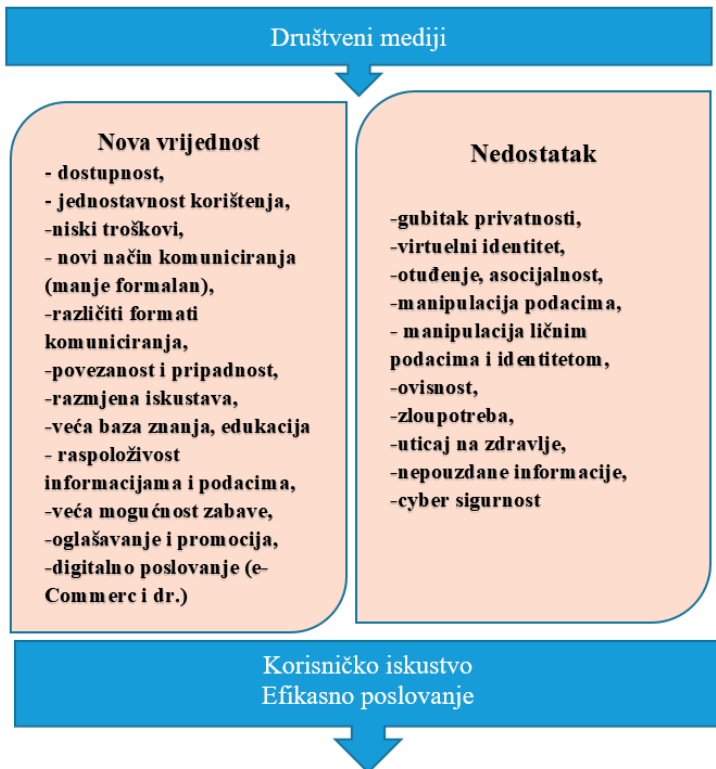 Društveni mediji
Nova vrijednost
- dostupnost,
- jednostavnost korištenja,
-niski troškovi,
- novi način komuniciranja
(manje formalan),
-različiti formati
komuniciranja,
-povezanost i pripadnost,
-razmjena iskustava,
-veća baza znanja, edukacija
- raspoloživost
informacijama i podacima,
-veća mogućnost zabave,
-oglašavanje i promocija,
-digitalno poslovanje (e-
Commerc i dr.)
Nedostatak
-gubitak privatnosti,
-virtuelni identitet,
-otuđenje, asocijalnost,
-manipulacija podacima,
- manipulacija ličnim
podacima i identitetom,
-ovisnost,
-zloupotreba,
-uticaj na zdravlje,
-nepouzdane informacije,
-cyber sigurnost
Korisničko iskustvo
Efikasno poslovanje